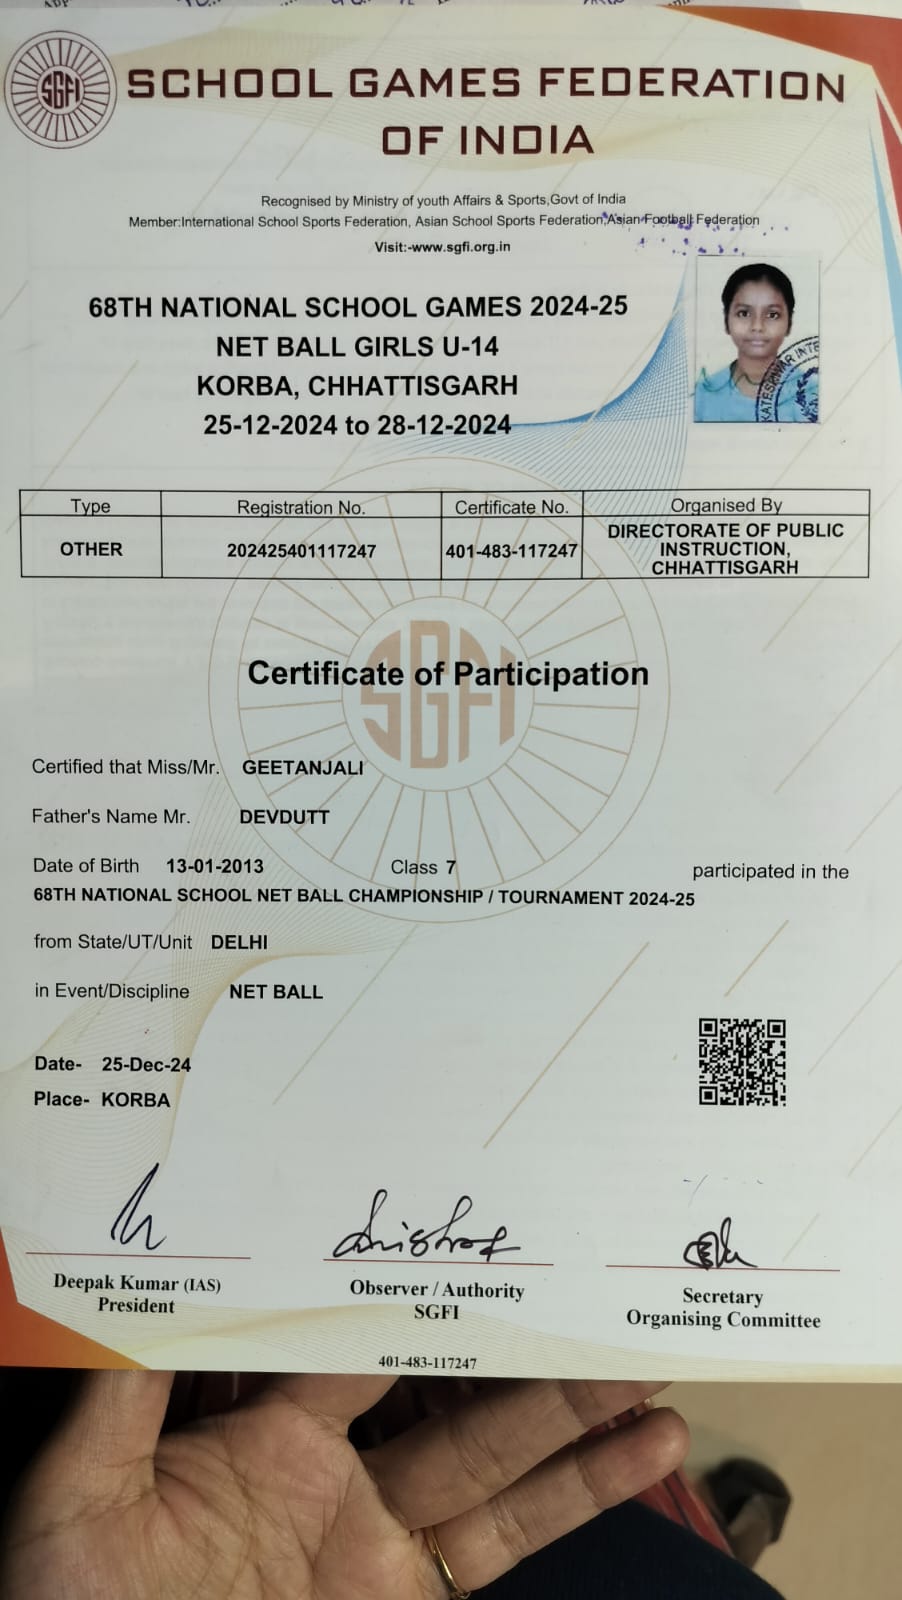 SGFI
SCHOOL GAMES FEDERATION
OF INDIA
Recognised by Ministry of youth Affairs & Sports,Govt of India
Member:International School Sports Federation, Asian School Sports Federation,Asian Football Federation
Visit:-www.sgfi.org.in
68TH NATIONAL SCHOOL GAMES 2024-25
NET BALL GIRLS U-14
KORBA, CHHATTISGARH
25-12-2024 to 28-12-2024
KATESHWAR INTE
Type Registration No. Certificate No. Organised By
OTHER 202425401117247 401-483-117247 DIRECTORATE OF PUBLIC
INSTRUCTION,
CHHATTISGARH
SGFI
Certificate of Participation
Certified that Miss/Mr. GEETANJALI
Father's Name Mr. DEVDUTT
Date of Birth 13-01-2013 Class 7 participated in the
68TH NATIONAL SCHOOL NET BALL CHAMPIONSHIP / TOURNAMENT 2024-25
from State/UT/Unit DELHI
in Event/Discipline NET BALL
Date- 25-Dec-24
Place- KORBA
Deepak Kumar (IAS)
President
Observer / Authority
SGFI
Secretary
Organising Committee
401-483-117247